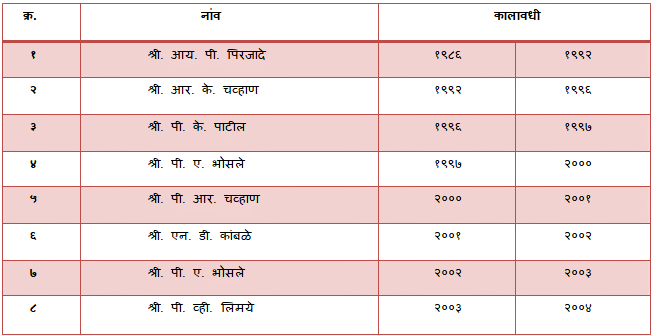 क्र. नांव कालावधी
१ श्री. आय. पी. पिरजादे १९८६ १९९२
२ श्री. आर. के. चव्हाण १९९२ १९९६
३ श्री. पी. के. पाटील १९९६ १९९७
४ श्री. पी. ए. भोसले १९९७ २०००
५ श्री. पी. आर. चव्हाण २००० २००१
६ श्री. एन. डी. कांबळे २००१ २००२
७ श्री. पी. ए. भोसले २००२ २००३
८ श्री. पी. व्ही. लिमये २००३ २००४